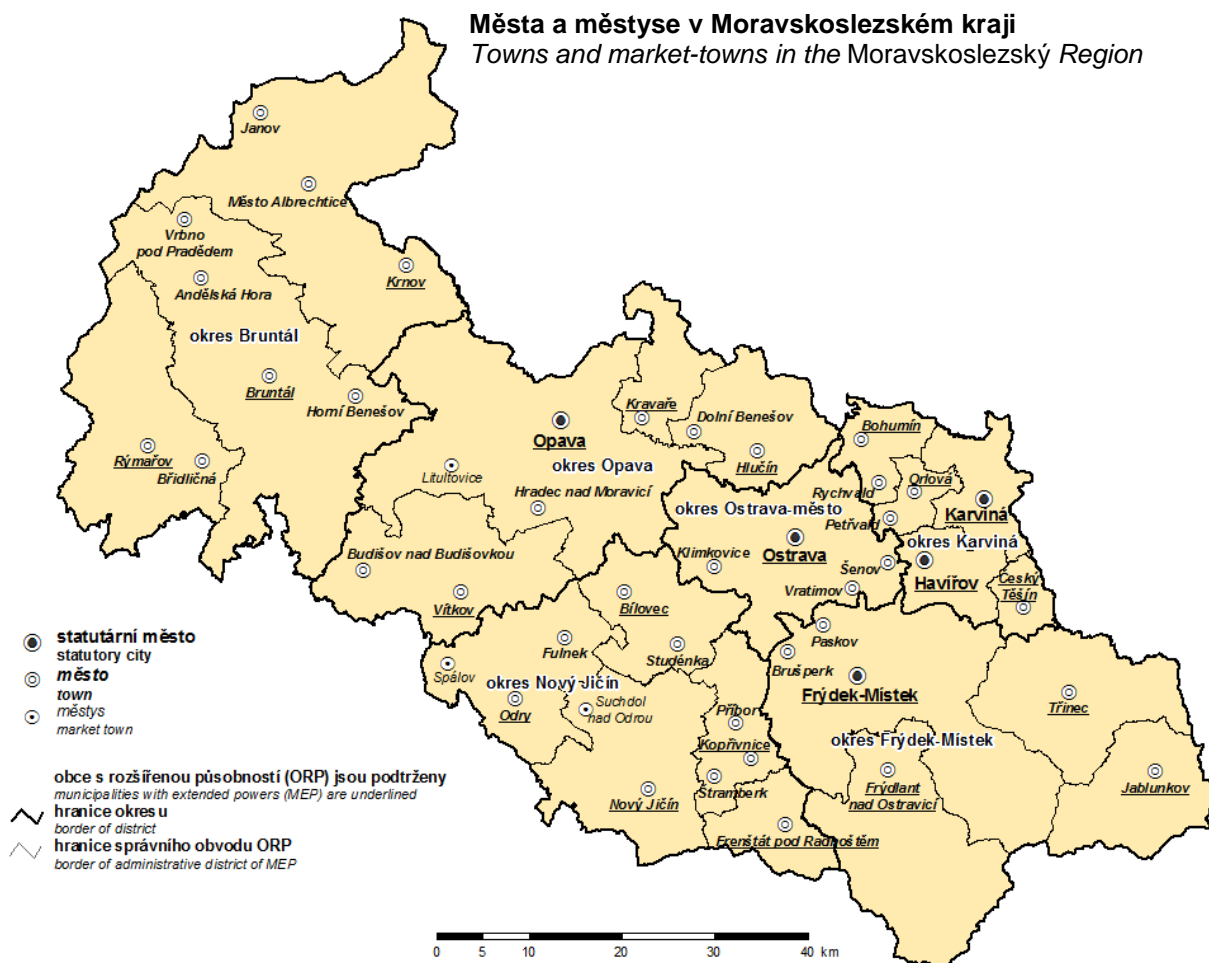 Města a městyse v Moravskoslezském kraji
Towns and market-towns in the Moravskoslezský Region
Janov
Město Albrechtice
Vrbno
pod Pradědem
Andělská Hora
Krnov
okres Bruntál
Bruntál
Horní Benešov
Rýmařov
Břidličná
Kravaře
Dolní Benešov
Opava
Hlučín
okres Opava
Litultovice
Hradec nad Moravicí
Bohumín
Rychvald
Orlová
Petřvald
Karviná
okres Karviná
okres Ostrava-město
Klimkovice
Ostrava
Šenov
Havířov
Český
Těšín
Vratimov
Budišov nad Budišovkou
Vítkov
Bílovec
Fulnek
Studénka
Spálov
okres Nový Jičín
Odry
Suchdol
nad Odrou
Paskov
Brušperk
Frýdek-Místek
Třinec
Příbor
Kopřivnice
okres Frýdek-Místek
Štramberk
Nový Jičín
Frýdlant
nad Ostravicí
Jablunkov
Frenštát pod Radhoštěm
statutární město
statutory city
město
town
městys
market town
obce s rozšířenou působností (ORP) jsou podtrženy
municipalities with extended powers (MEP) are underlined
hranice okresu
border of district
hranice správního obvodu ORP
border of administrative district of MEP
0 5 10 20 30 40 km